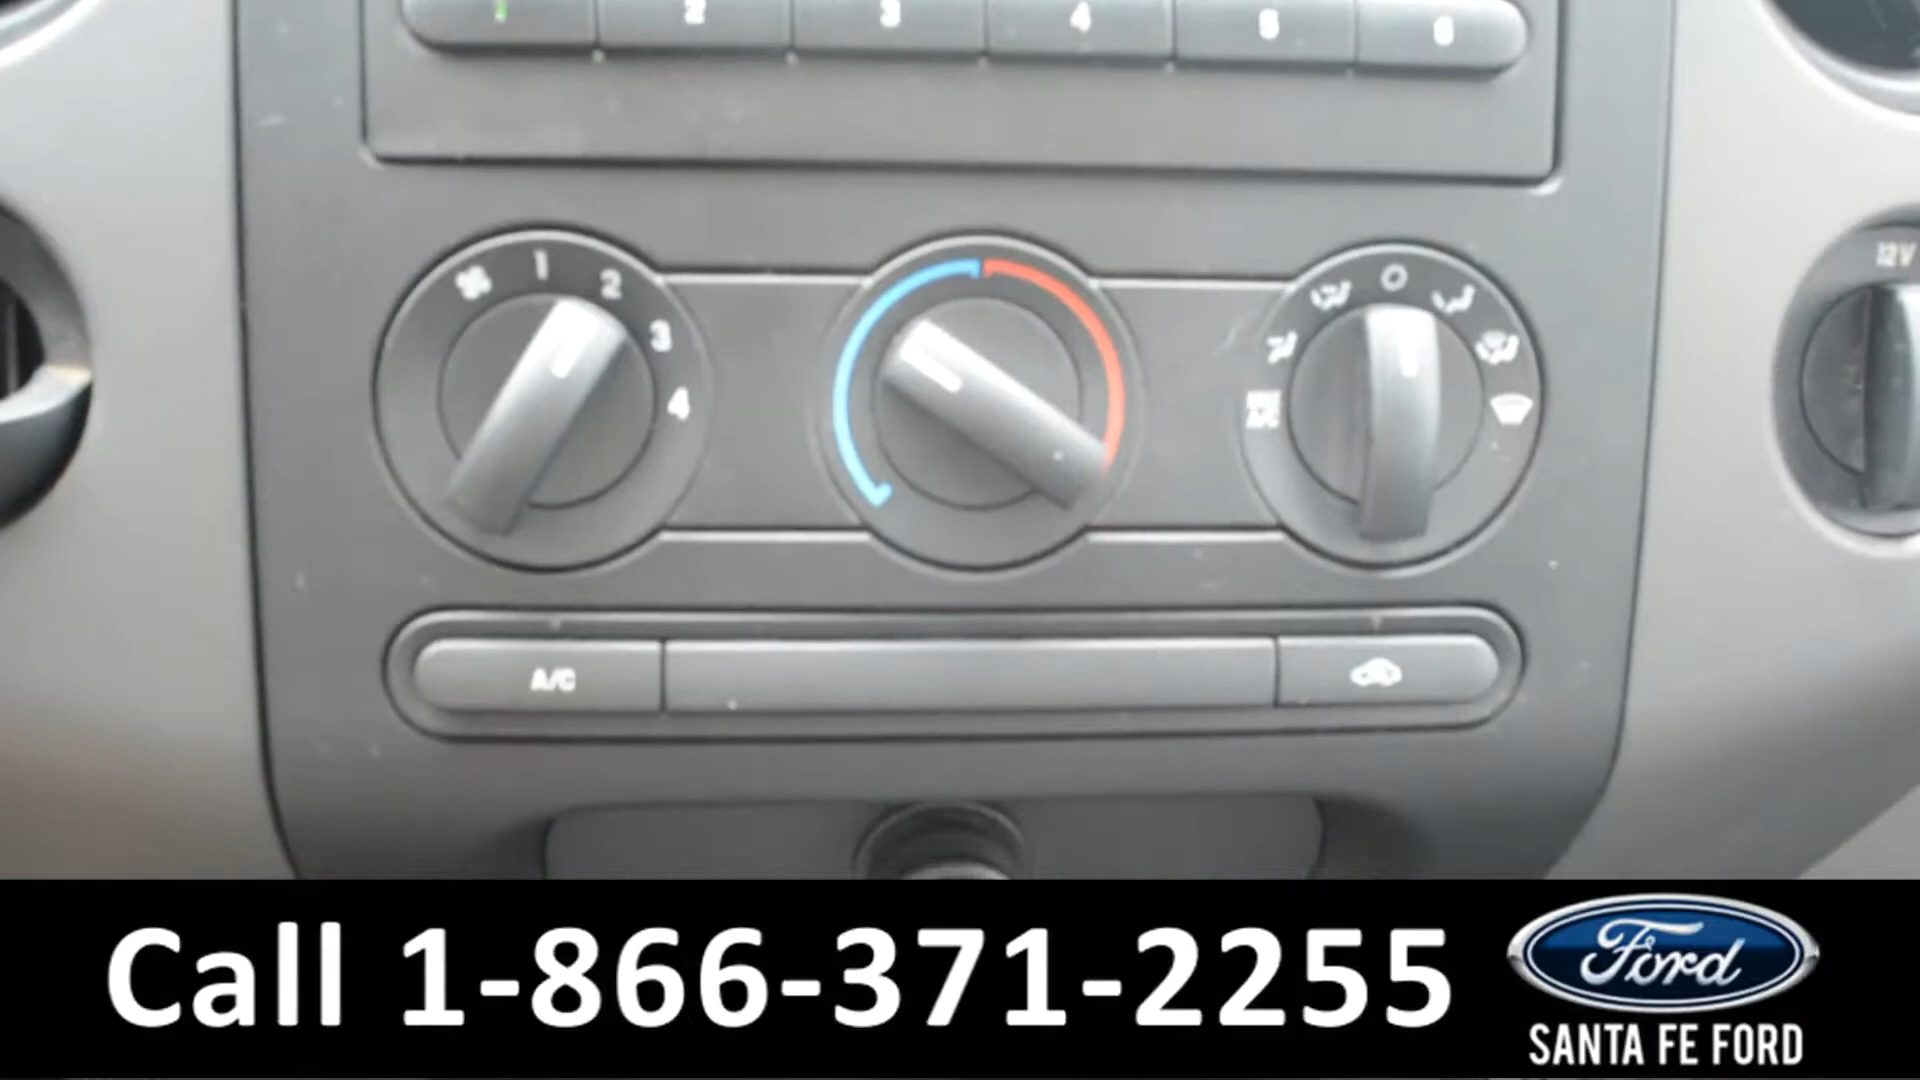 1 2 3 4 5 6
1 2 3 4
12V
A/C
A/C
Call 1-866-371-2255
Ford
SANTA FE FORD